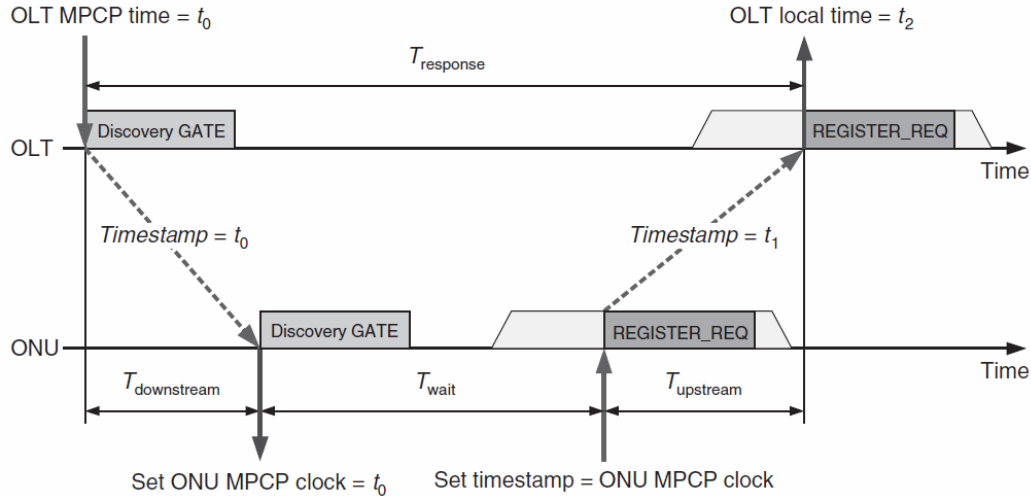 OLT MPCP time = t0
OLT local time = t2
Tresponse
Discovery GATE
REGISTER_REQ
OLT
Time
Timestamp = t0
Timestamp = t1
Discovery GATE
REGISTER_REQ
ONU
Time
Tdownstream
Twait
Tupstream
Set ONU MPCP clock = t0
Set timestamp = ONU MPCP clock